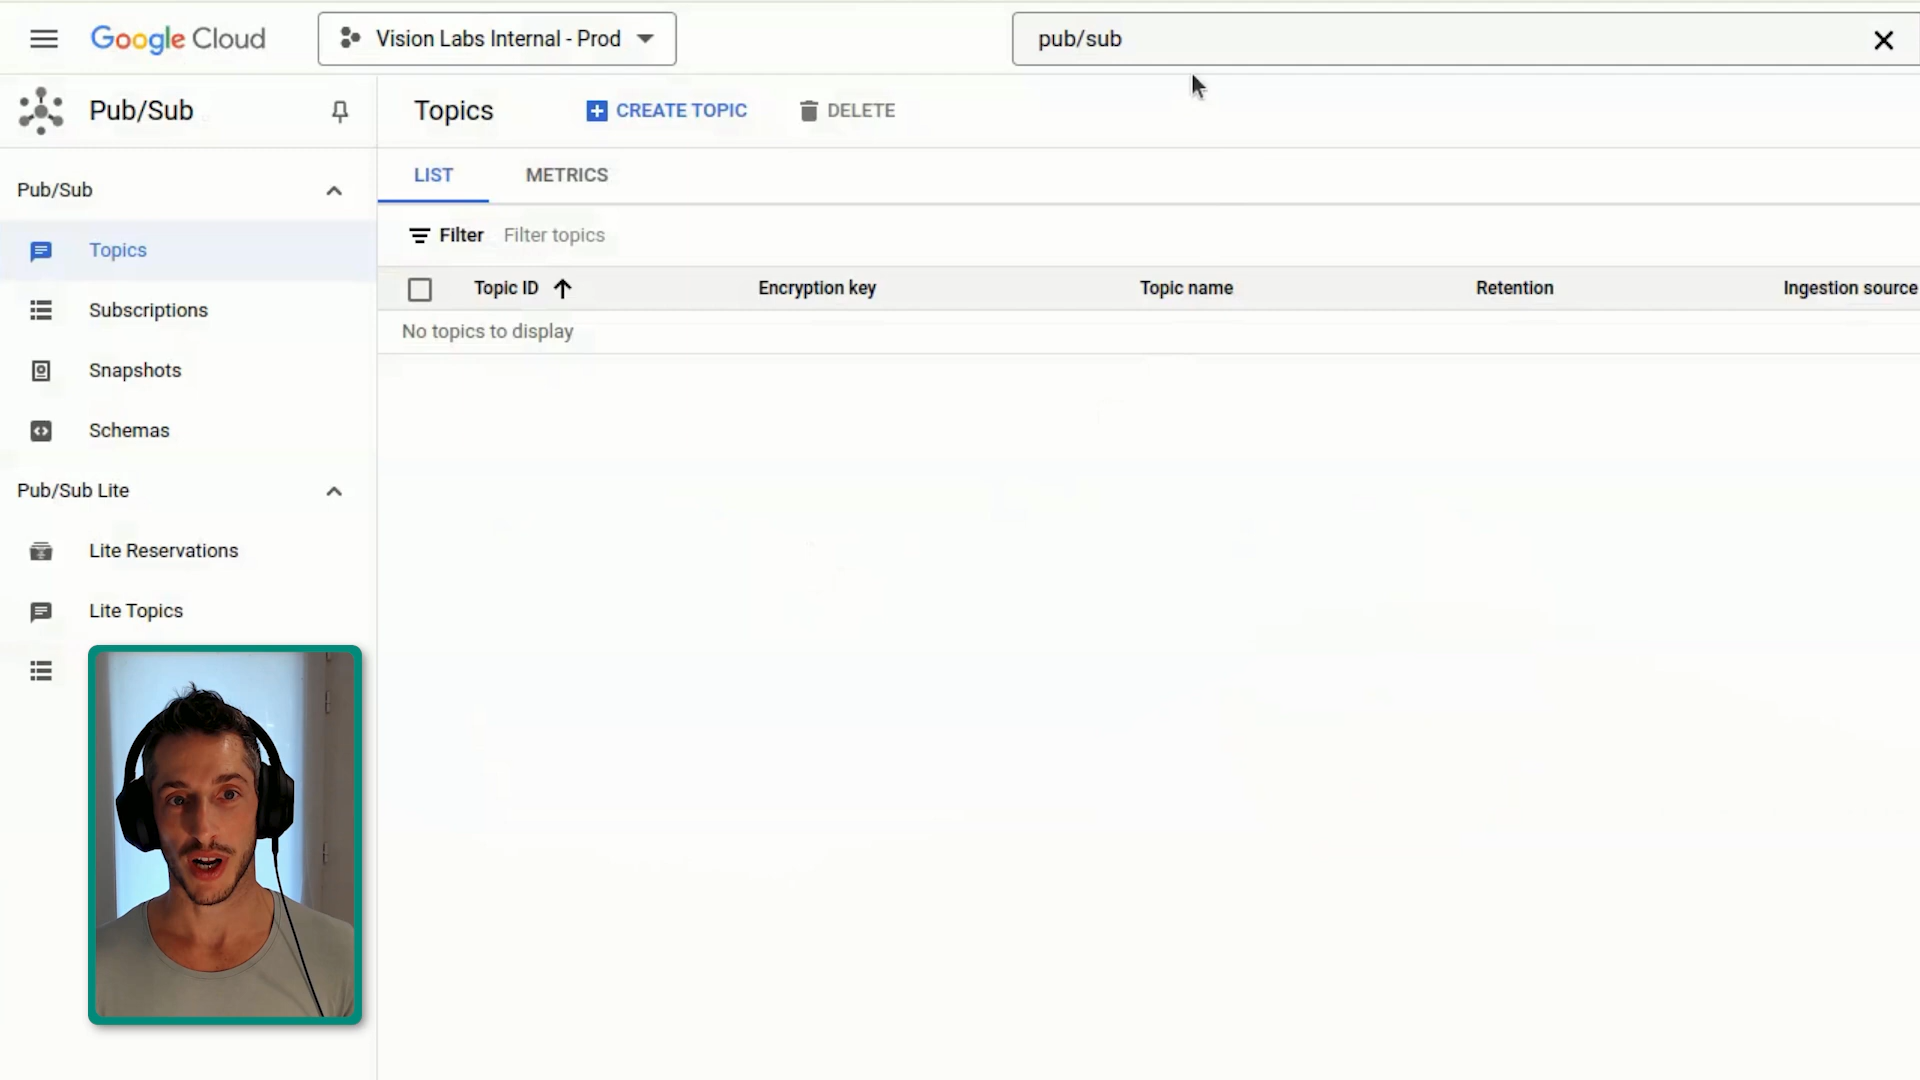 Google Cloud
Vision Labs Internal - Prod
pub/sub
Pub/Sub
Topics
CREATE TOPIC
DELETE
LIST
METRICS
Pub/Sub
Topics
Subscriptions
Snapshots
Schemas
Pub/Sub Lite
Lite Reservations
Lite Topics
Filter
Filter topics
Topic ID
Encryption key
Topic name
Retention
Ingestion source
No topics to display